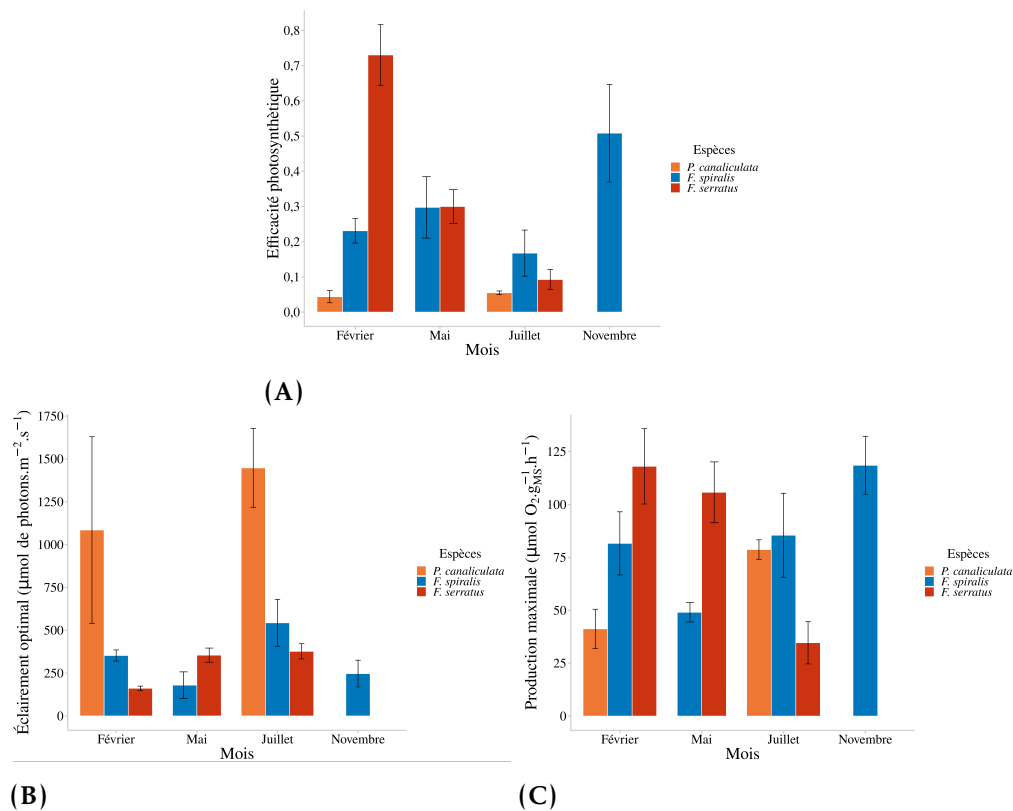 0,8
0,7
0,6
0,5
0,4
0,3
0,2
0,1
0,0
Efficacité photosynthètique
Février Mai Juillet Novembre
Mois
Espèces
P. canaliculata
F. spiralis
F. serratus
(A)
1750
1500
1250
1000
750
500
250
0
Éclairement optimal (μmol de photons.m⁻².s⁻¹)
Février Mai Juillet Novembre
Mois
Espèces
P. canaliculata
F. spiralis
F. serratus
(B)
125
100
75
50
25
0
Production maximale (μmol O₂.g_MS⁻¹.h⁻¹)
Février Mai Juillet Novembre
Mois
Espèces
P. canaliculata
F. spiralis
F. serratus
(C)